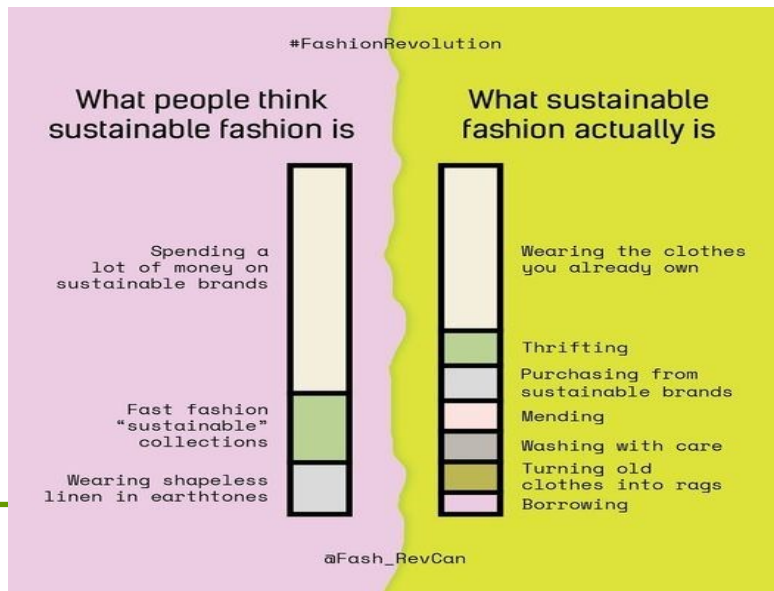 #FashionRevolution
What people think
sustainable fashion is
Spending a
lot of money on
sustainable brands
Fast fashion
“sustainable”
collections
Wearing shapeless
linen in earthtones
What sustainable
fashion actually is
Wearing the clothes
you already own
Thrifting
Purchasing from
sustainable brands
Mending
Washing with care
Turning old
clothes into rags
Borrowing
@Fash_RevCan